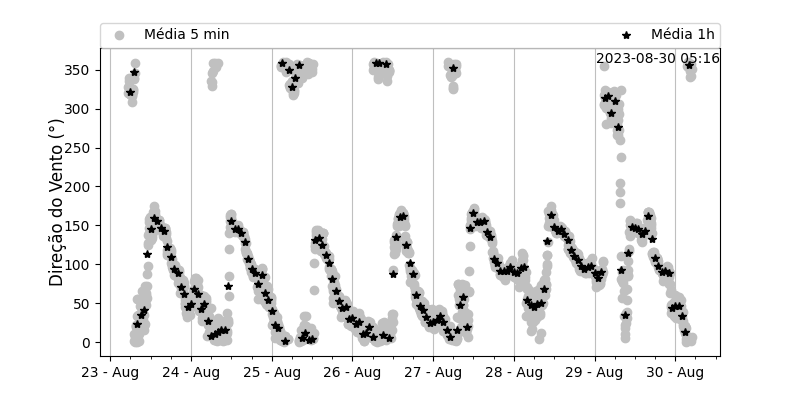 Média 5 min
Média 1h
2023-08-30 05:16
Direção do Vento (°)
350
300
250
200
150
100
50
0
23 - Aug
24 - Aug
25 - Aug
26 - Aug
27 - Aug
28 - Aug
29 - Aug
30 - Aug